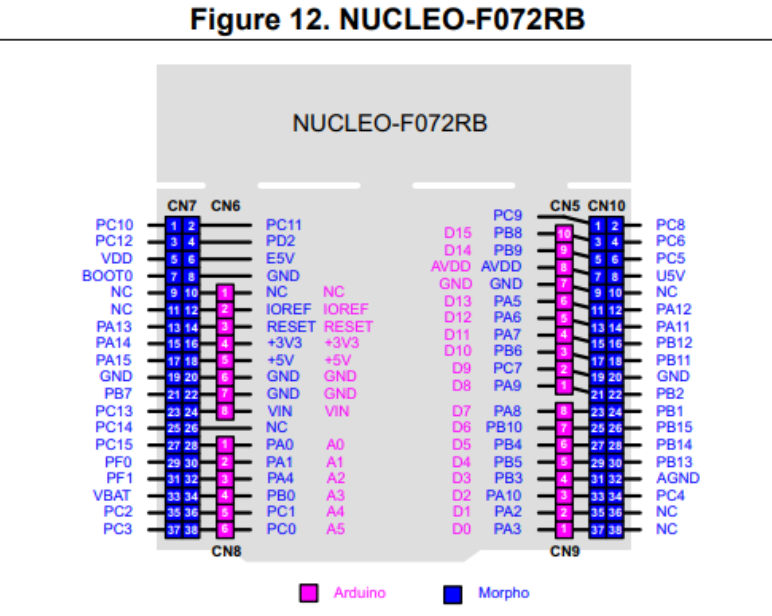 Figure 12. NUCLEO-F072RB
NUCLEO-F072RB
CN7 CN6 CN5 CN10
PC9
PC10 1 2 PC11 D15 PB8 10 1 2 PC8
PC12 3 4 PD2 D14 PB9 9 3 4 PC6
VDD 5 6 E5V AVDD AVDD 8 5 6 PC5
BOOT0 7 8 GND GND GND 7 7 8 U5V
NC 9 10 1 NC NC D13 PA5 6 9 10 NC
NC 11 12 2 IOREF IOREF D12 PA6 5 11 12 PA12
PA13 13 14 3 RESET RESET D11 PA7 4 13 14 PA11
PA14 15 16 4 +3V3 +3V3 D10 PB6 3 15 16 PB12
PA15 17 18 5 +5V +5V D9 PC7 2 17 18 PB11
GND 19 20 6 GND GND D8 PA9 1 19 20 GND
PB7 21 22 7 GND GND 21 22 PB2
PC13 23 24 8 VIN VIN D7 PA8 8 23 24 PB1
PC14 25 26 NC D6 PB10 7 25 26 PB15
PC15 27 28 1 PA0 A0 D5 PB4 6 27 28 PB14
PF0 29 30 2 PA1 A1 D4 PB5 5 29 30 PB13
PF1 31 32 3 PA4 A2 D3 PB3 4 31 32 AGND
VBAT 33 34 4 PB0 A3 D2 PA10 3 33 34 PC4
PC2 35 36 5 PC1 A4 D1 PA2 2 35 36 NC
PC3 37 38 6 PC0 A5 D0 PA3 1 37 38 NC
CN8 CN9
Arduino Morpho